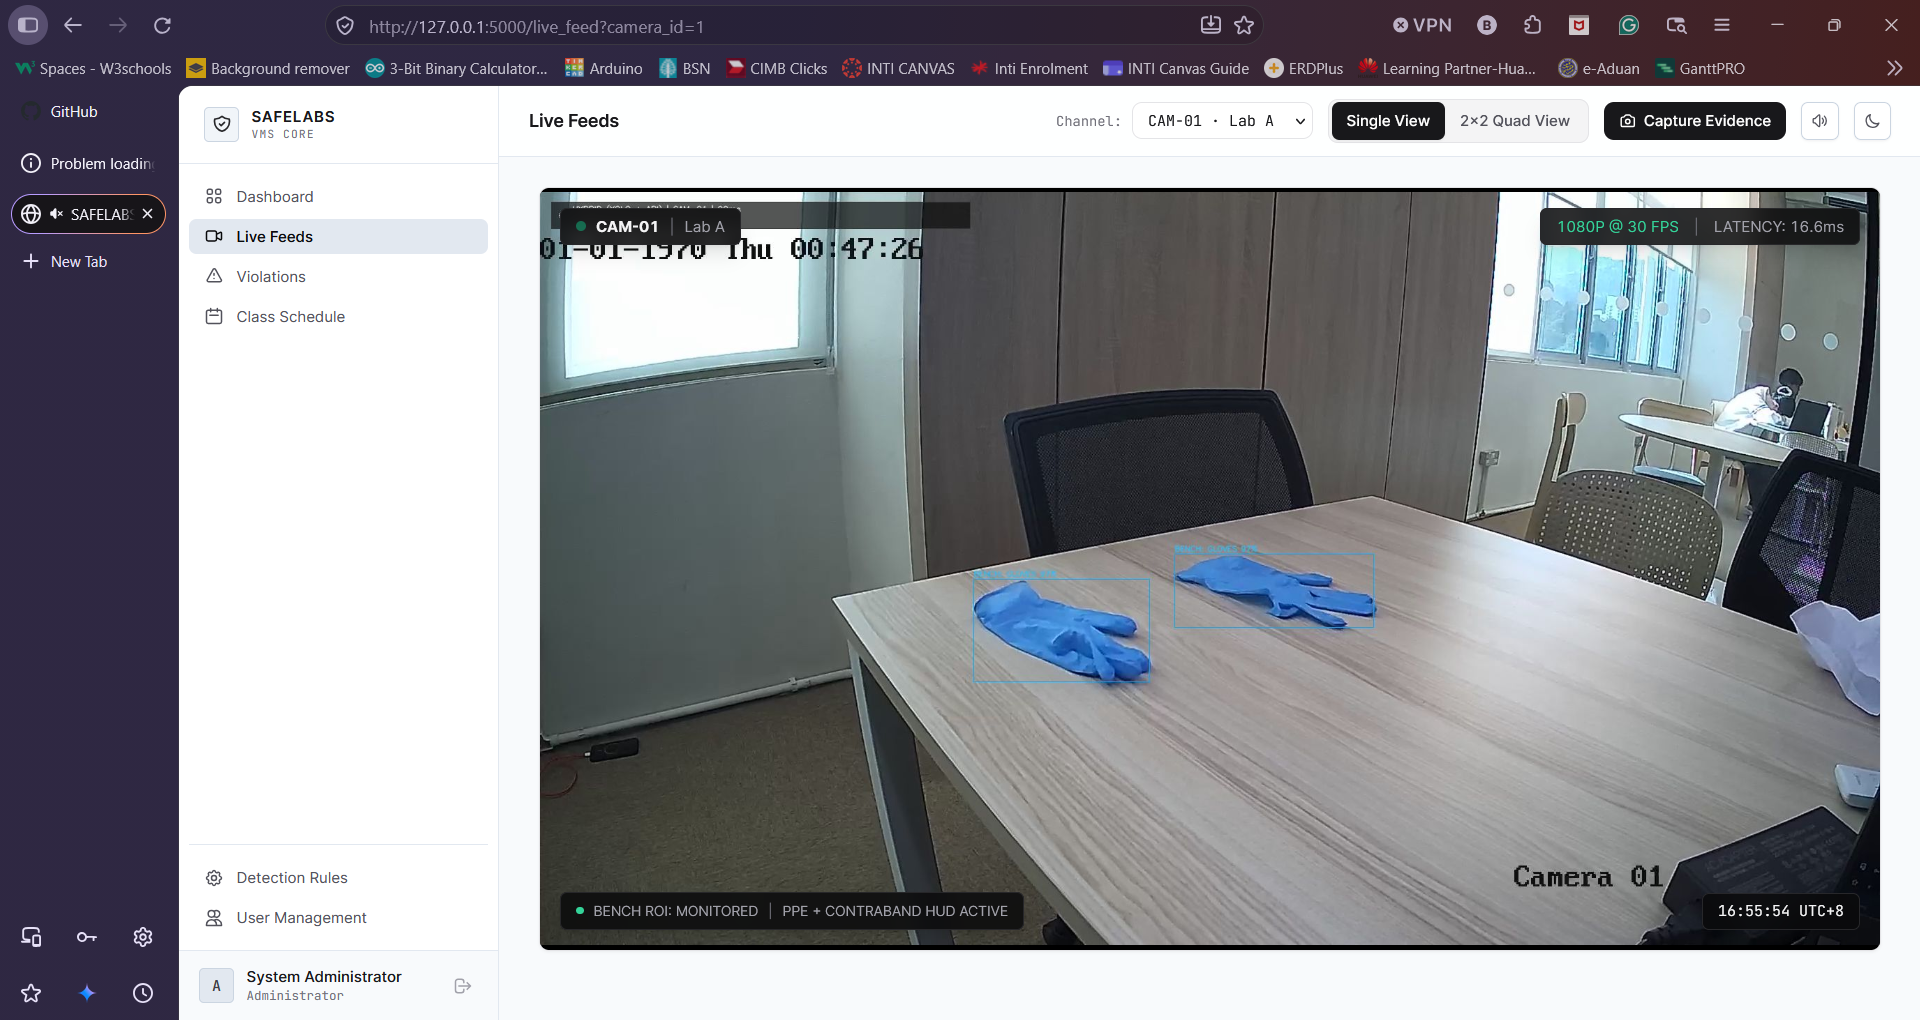 http://127.0.0.1:5000/live_feed?camera_id=1
VPN
B
Spaces - W3schools
Background remover
3-Bit Binary Calculator...
Arduino
BSN
CIMB Clicks
INTI CANVAS
Inti Enrolment
INTI Canvas Guide
ERDPlus
Learning Partner-Hua...
e-Aduan
GanttPRO
GitHub
Problem loadin
SAFELABS
New Tab
SAFELABS
VMS CORE
Dashboard
Live Feeds
Violations
Class Schedule
Detection Rules
User Management
A
System Administrator
Administrator
Live Feeds
Channel:
CAM-01 · Lab A
Single View
2×2 Quad View
Capture Evidence
CAM-01 | Lab A
01-01-1970 Thu 00:47:26
1080P @ 30 FPS | LATENCY: 16.6ms
Camera 01
BENCH ROI: MONITORED | PPE + CONTRABAND HUD ACTIVE
16:55:54 UTC+8